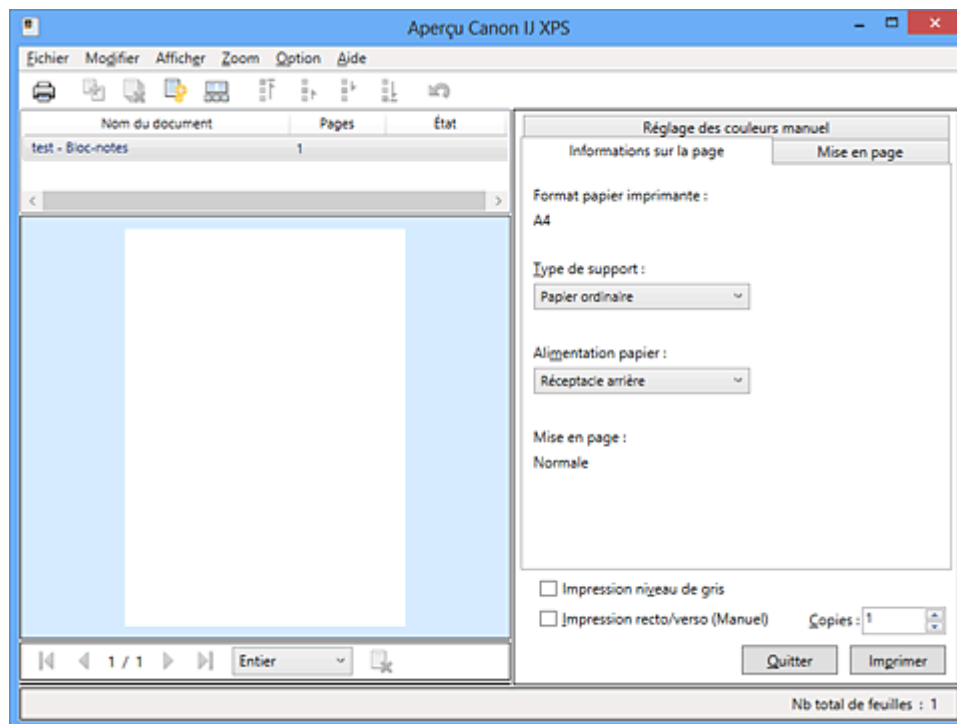 Aperçu Canon IJ XPS
Fichier Modifier Afficher Zoom Option Aide
Nom du document Pages État
test - Bloc-notes 1
Réglage des couleurs manuel
Informations sur la page Mise en page
Format papier imprimante :
A4
Type de support :
Papier ordinaire
Alimentation papier :
Réceptacle arrière
Mise en page :
Normale
Impression niveau de gris
Impression recto/verso (Manuel) Copies : 1
1 / 1 Entier
Quitter Imprimer
Nb total de feuilles : 1